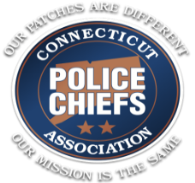 OUR PATCHES ARE DIFFERENT
CONNECTICUT
POLICE
CHIEFS
ASSOCIATION
OUR MISSION IS THE SAME